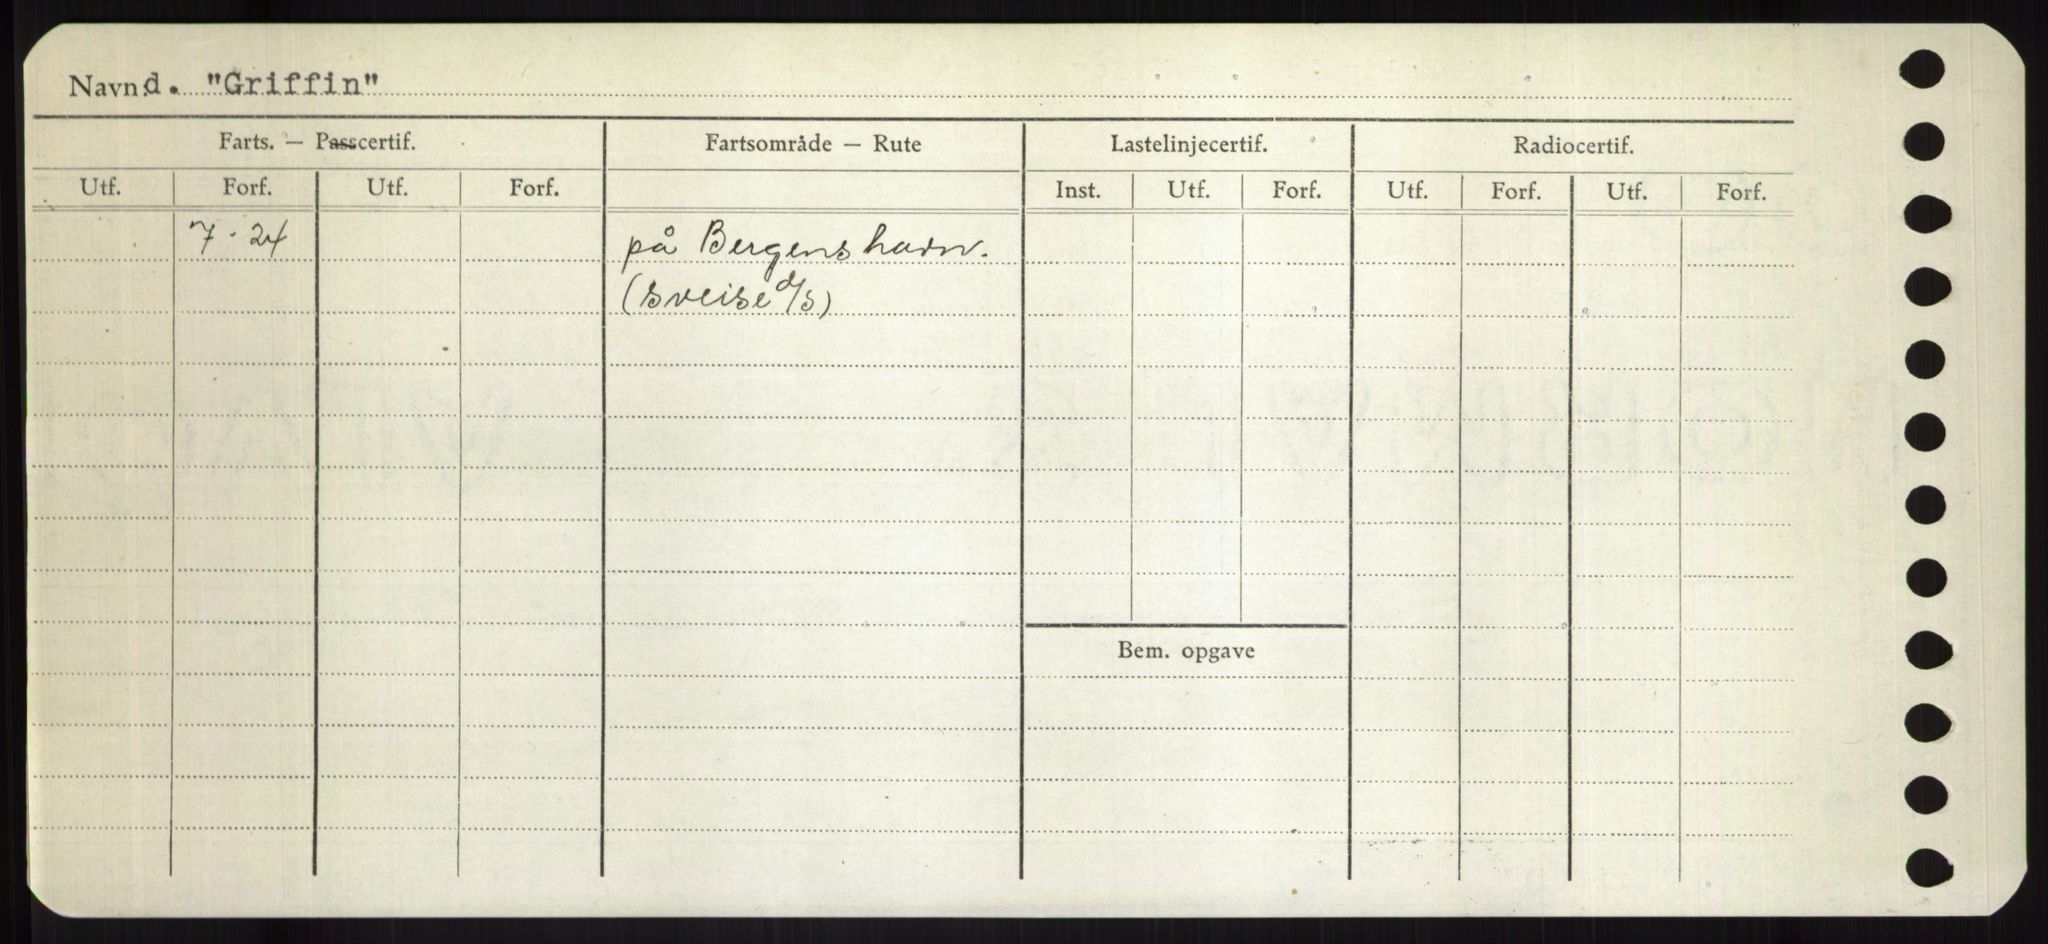 Navn: d. "Griffin"
Farts. — Passcertif. Fartsområde — Rute Lastelinjecertif. Radiocertif.
Utf. Forf. Utf. Forf. Inst. Utf. Forf. Utf. Forf. Utf. Forf.
7.24 på Bergens havn.
(sveise d/s)
Bem. opgave